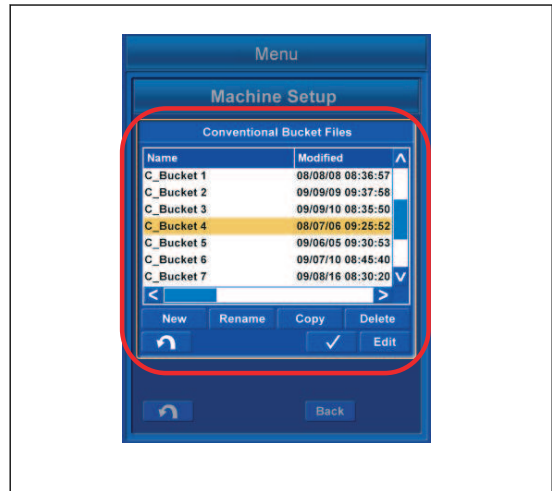 Menu
Machine Setup
Conventional Bucket Files
Name Modified
C_Bucket 1 08/08/08 08:36:57
C_Bucket 2 09/09/09 09:37:58
C_Bucket 3 09/09/10 08:35:50
C_Bucket 4 08/07/06 09:25:52
C_Bucket 5 09/06/05 09:30:53
C_Bucket 6 09/07/10 08:45:40
C_Bucket 7 09/08/16 08:30:20
New Rename Copy Delete
Edit
Back